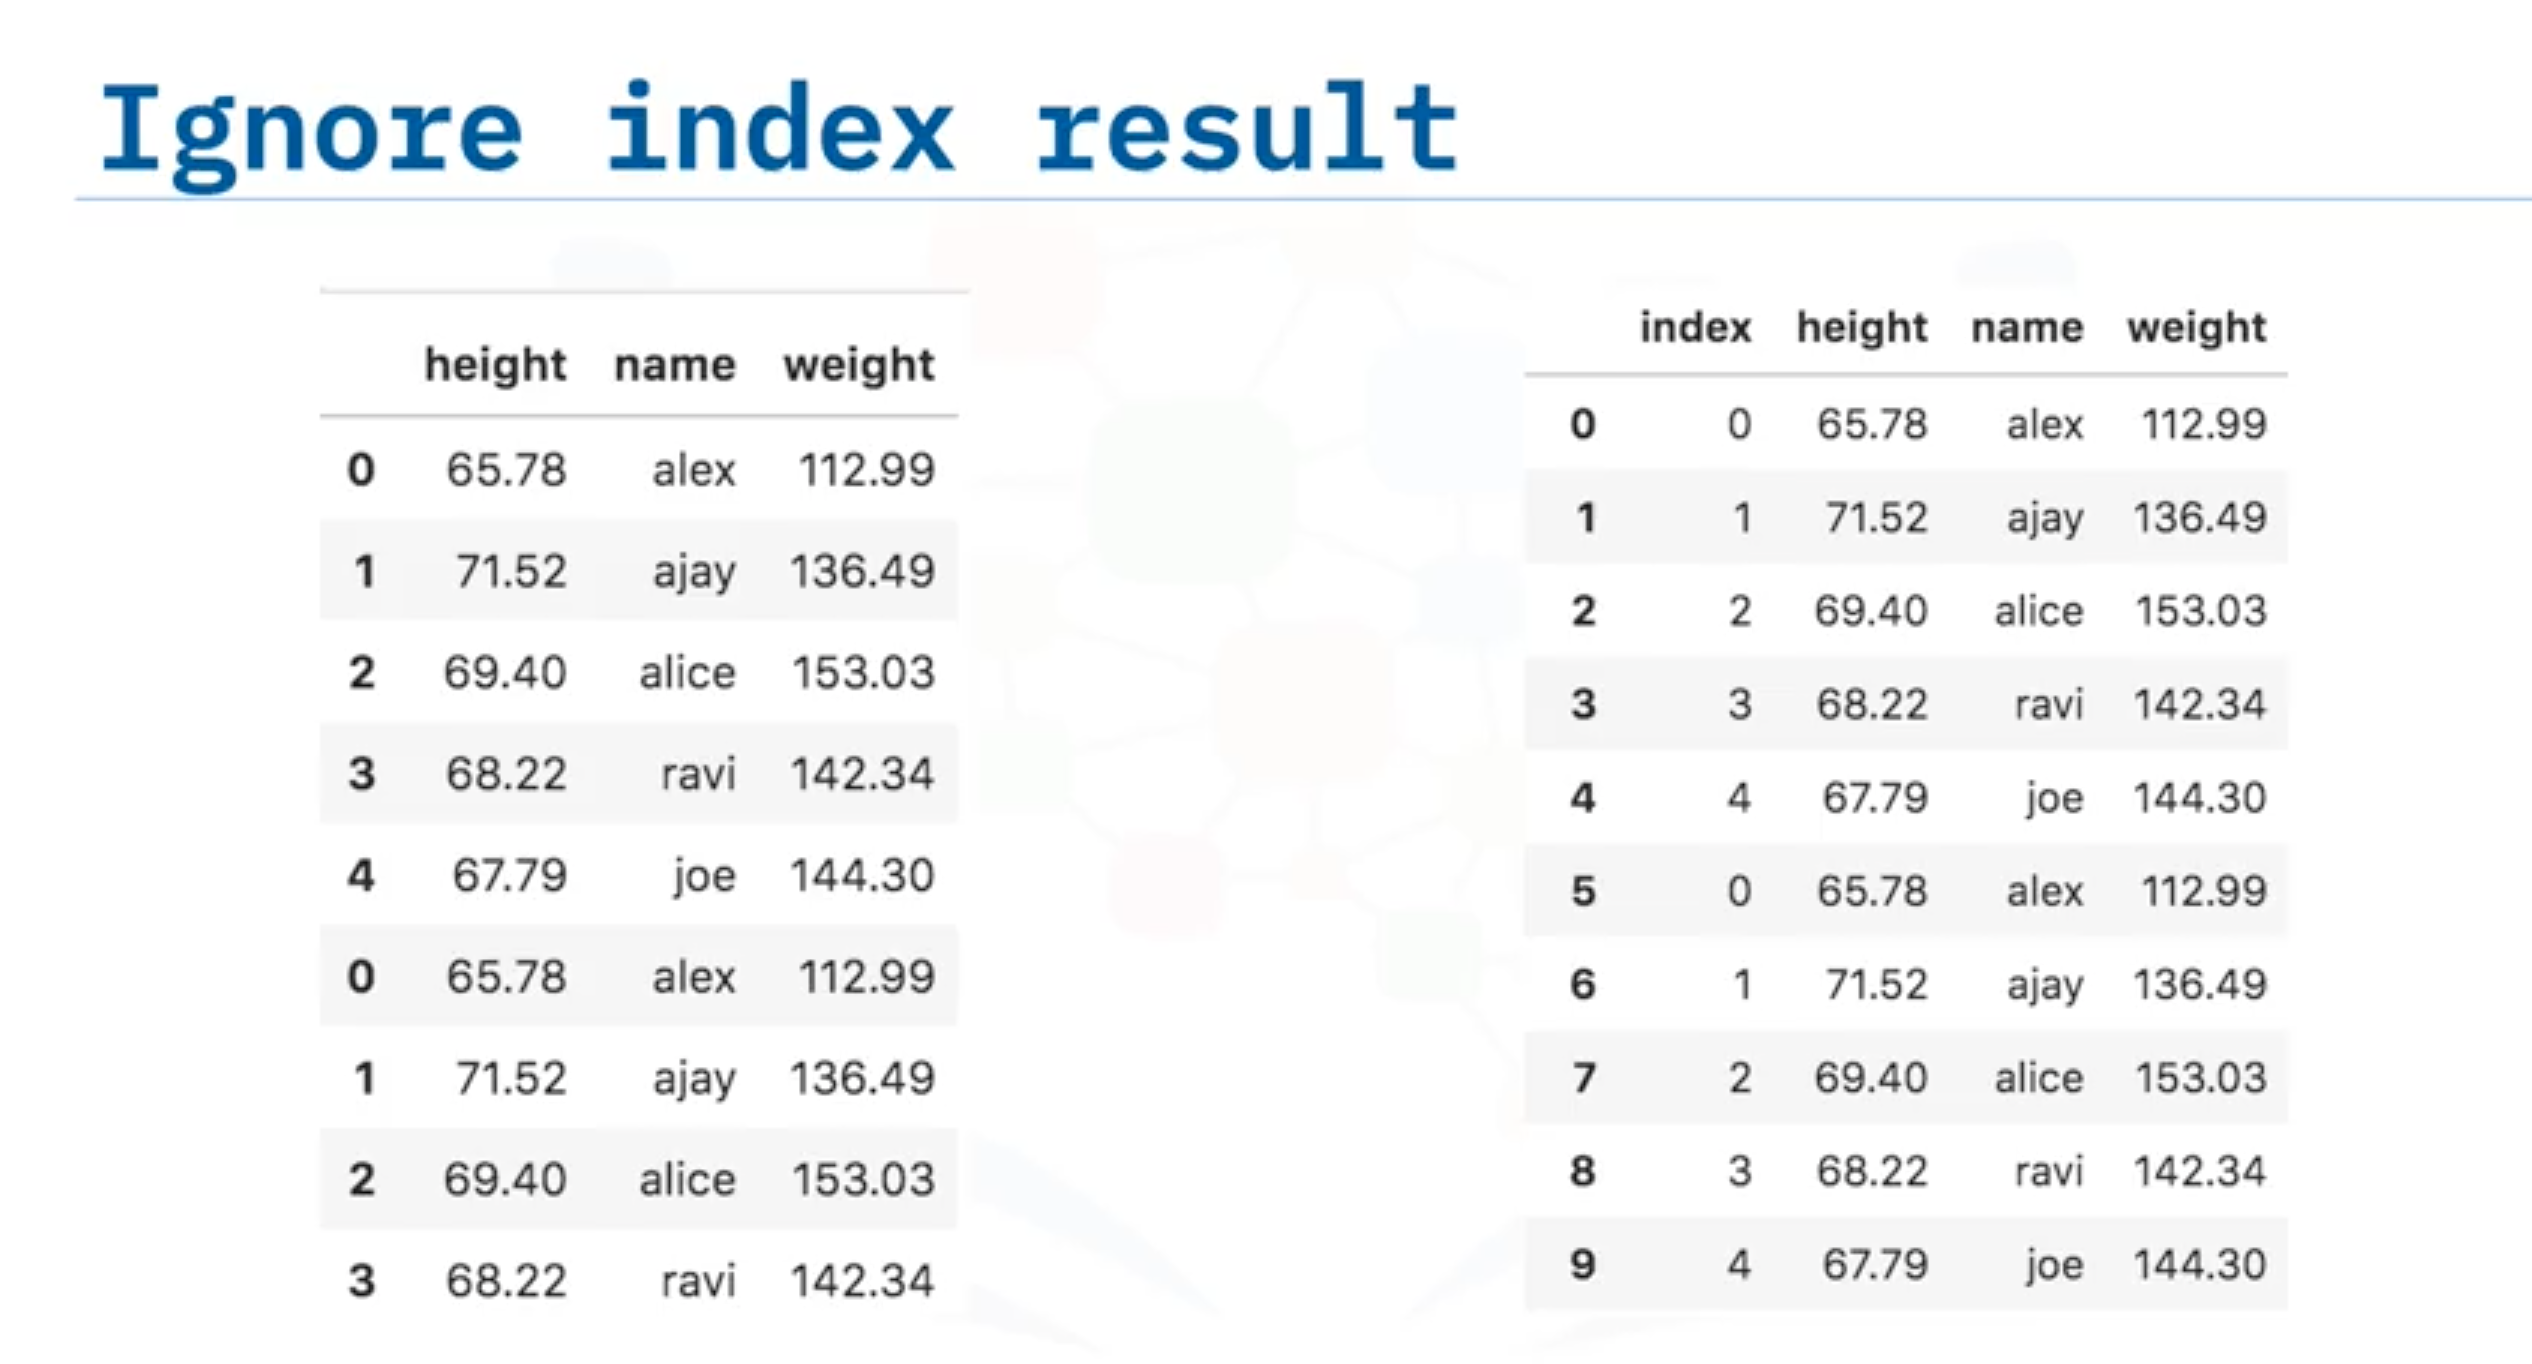 Ignore index result
height name weight
0 65.78 alex 112.99
1 71.52 ajay 136.49
2 69.40 alice 153.03
3 68.22 ravi 142.34
4 67.79 joe 144.30
0 65.78 alex 112.99
1 71.52 ajay 136.49
2 69.40 alice 153.03
3 68.22 ravi 142.34
index height name weight
0 0 65.78 alex 112.99
1 1 71.52 ajay 136.49
2 2 69.40 alice 153.03
3 3 68.22 ravi 142.34
4 4 67.79 joe 144.30
5 0 65.78 alex 112.99
6 1 71.52 ajay 136.49
7 2 69.40 alice 153.03
8 3 68.22 ravi 142.34
9 4 67.79 joe 144.30